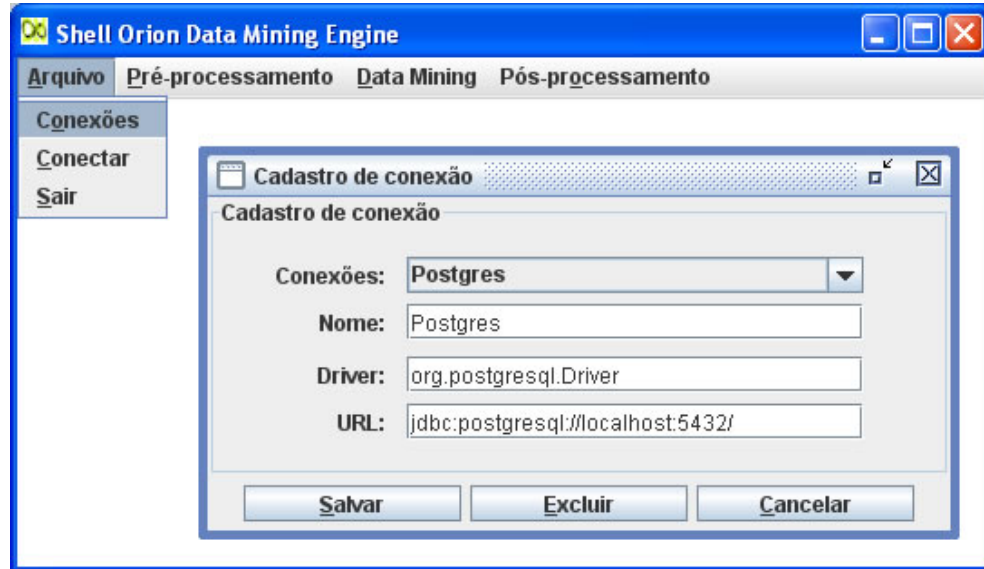 Shell Orion Data Mining Engine
Arquivo Pré-processamento Data Mining Pós-processamento
Conexões
Conectar
Sair
Cadastro de conexão
Cadastro de conexão
Conexões: Postgres
Nome: Postgres
Driver: org.postgresql.Driver
URL: jdbc:postgresql://localhost:5432/
Salvar Excluir Cancelar